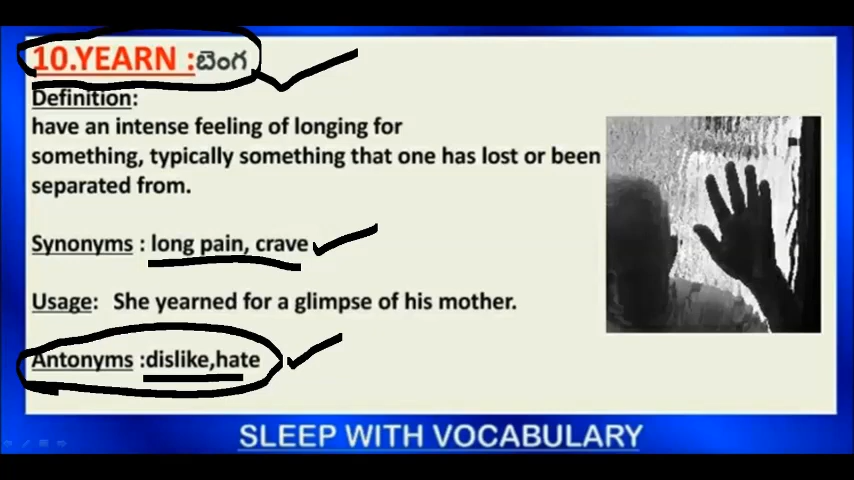 10.YEARN :బెంగ
Definition:
have an intense feeling of longing for
something, typically something that one has lost or been
separated from.
Synonyms : long pain, crave
Usage: She yearned for a glimpse of his mother.
Antonyms :dislike,hate
SLEEP WITH VOCABULARY